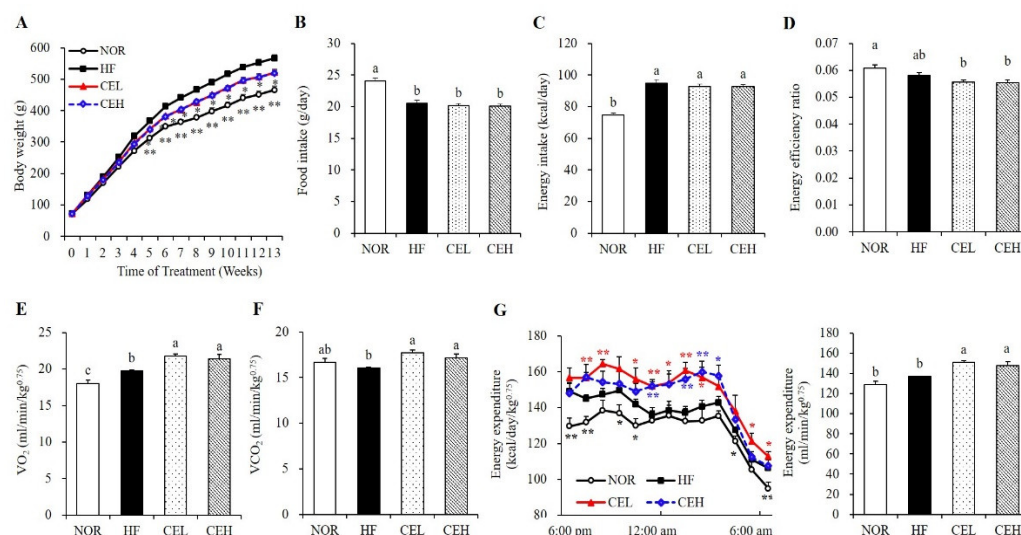 A
Body weight (g)
600
500
400
300
200
100
0
NOR
HF
CEL
CEH
* * * * * * * * *
** ** ** ** ** ** ** ** **
0 1 2 3 4 5 6 7 8 9 10 11 12 13
Time of Treatment (Weeks)
B
Food intake (g/day)
30
25
20
15
10
5
0
a
b
b
b
NOR HF CEL CEH
C
Energy intake (kcal/day)
120
100
80
60
40
20
0
b
a
a
a
NOR HF CEL CEH
D
Energy efficiency ratio
0.07
0.06
0.05
0.04
0.03
0.02
0.01
0.00
a
ab
b
b
NOR HF CEL CEH
E
VO2 (ml/min/kg0.75)
25
20
15
10
5
0
c
b
a
a
NOR HF CEL CEH
F
VCO2 (ml/min/kg0.75)
20
15
10
5
0
ab
b
a
a
NOR HF CEL CEH
G
Energy expenditure
(kcal/day/kg0.75)
180
160
140
120
100
80
** ** * ** * ** ** *
** ** ** ** *
** ** * * * * * **
NOR HF
CEL CEH
6:00 pm 12:00 am 6:00 am
Energy expenditure
(ml/min/kg0.75)
180
160
140
120
100
80
60
40
20
0
b
b
a
a
NOR HF CEL CEH